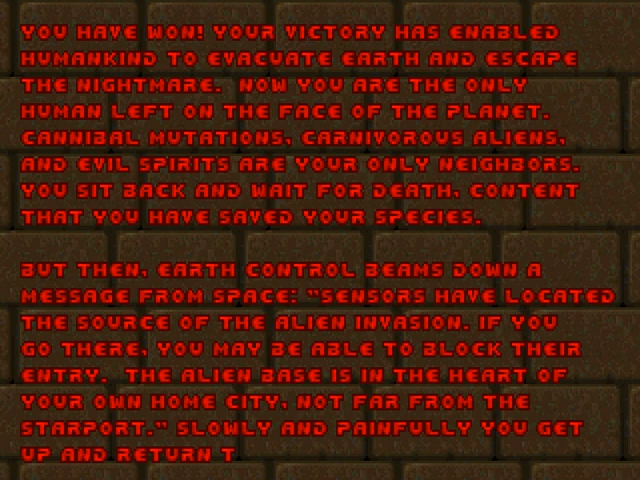 YOU HAVE WON! YOUR VICTORY HAS ENABLED
HUMANKIND TO EVACUATE EARTH AND ESCAPE
THE NIGHTMARE.  NOW YOU ARE THE ONLY
HUMAN LEFT ON THE FACE OF THE PLANET.
CANNIBAL MUTATIONS, CARNIVOROUS ALIENS,
AND EVIL SPIRITS ARE YOUR ONLY NEIGHBORS.
YOU SIT BACK AND WAIT FOR DEATH, CONTENT
THAT YOU HAVE SAVED YOUR SPECIES.
BUT THEN, EARTH CONTROL BEAMS DOWN A
MESSAGE FROM SPACE: "SENSORS HAVE LOCATED
THE SOURCE OF THE ALIEN INVASION. IF YOU
GO THERE, YOU MAY BE ABLE TO BLOCK THEIR
ENTRY.  THE ALIEN BASE IS IN THE HEART OF
YOUR OWN HOME CITY, NOT FAR FROM THE
STARPORT." SLOWLY AND PAINFULLY YOU GET
UP AND RETURN T